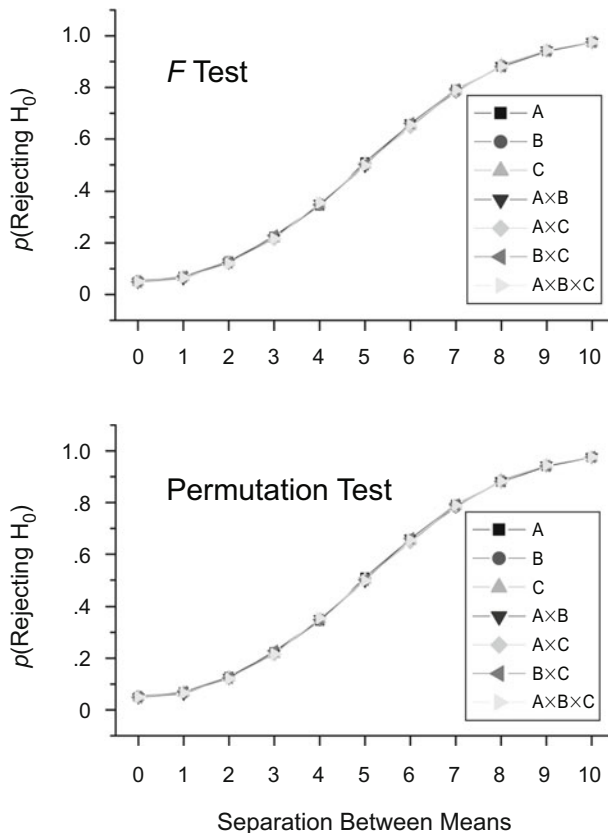 1.0
.8
.6
.4
.2
0
p(Rejecting H0)
F Test
A
B
C
A×B
A×C
B×C
A×B×C
0 1 2 3 4 5 6 7 8 9 10
1.0
.8
.6
.4
.2
0
p(Rejecting H0)
Permutation Test
A
B
C
A×B
A×C
B×C
A×B×C
0 1 2 3 4 5 6 7 8 9 10
Separation Between Means